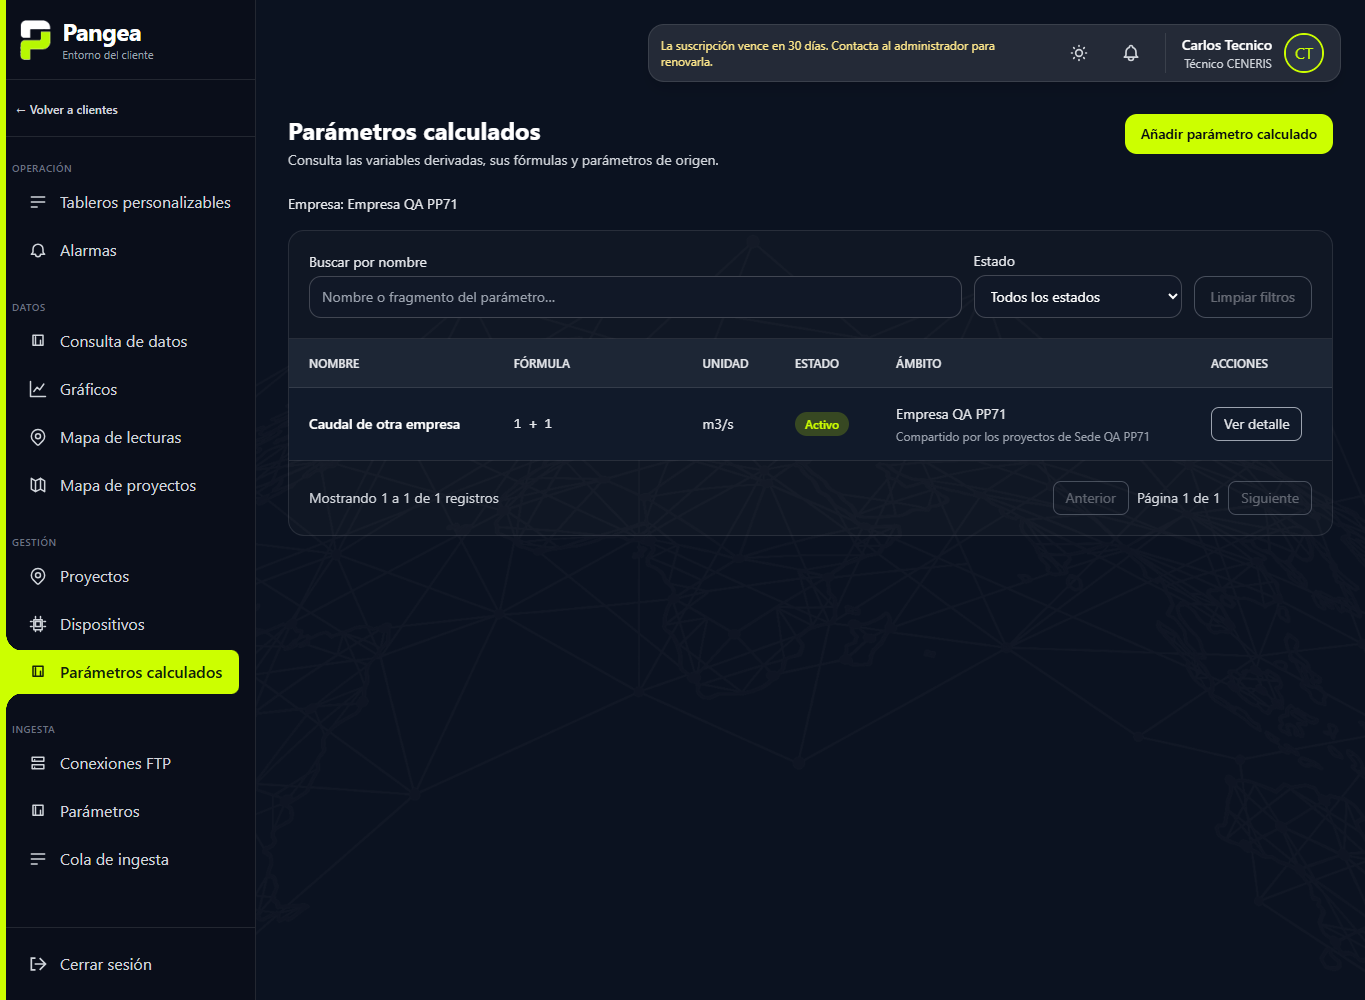 Pangea
Entorno del cliente
← Volver a clientes
OPERACIÓN
Tableros personalizables
Alarmas
DATOS
Consulta de datos
Gráficos
Mapa de lecturas
Mapa de proyectos
GESTIÓN
Proyectos
Dispositivos
Parámetros calculados
INGESTA
Conexiones FTP
Parámetros
Cola de ingesta
Cerrar sesión
La suscripción vence en 30 días. Contacta al administrador para
renovarla.
Carlos Tecnico
Técnico CENERIS
CT
Parámetros calculados
Consulta las variables derivadas, sus fórmulas y parámetros de origen.
Añadir parámetro calculado
Empresa: Empresa QA PP71
Buscar por nombre
Nombre o fragmento del parámetro...
Estado
Todos los estados
Limpiar filtros
NOMBRE FÓRMULA UNIDAD ESTADO ÁMBITO ACCIONES
Caudal de otra empresa 1 + 1 m3/s Activo Empresa QA PP71 Ver detalle
Compartido por los proyectos de Sede QA PP71
Mostrando 1 a 1 de 1 registros
Anterior Página 1 de 1 Siguiente